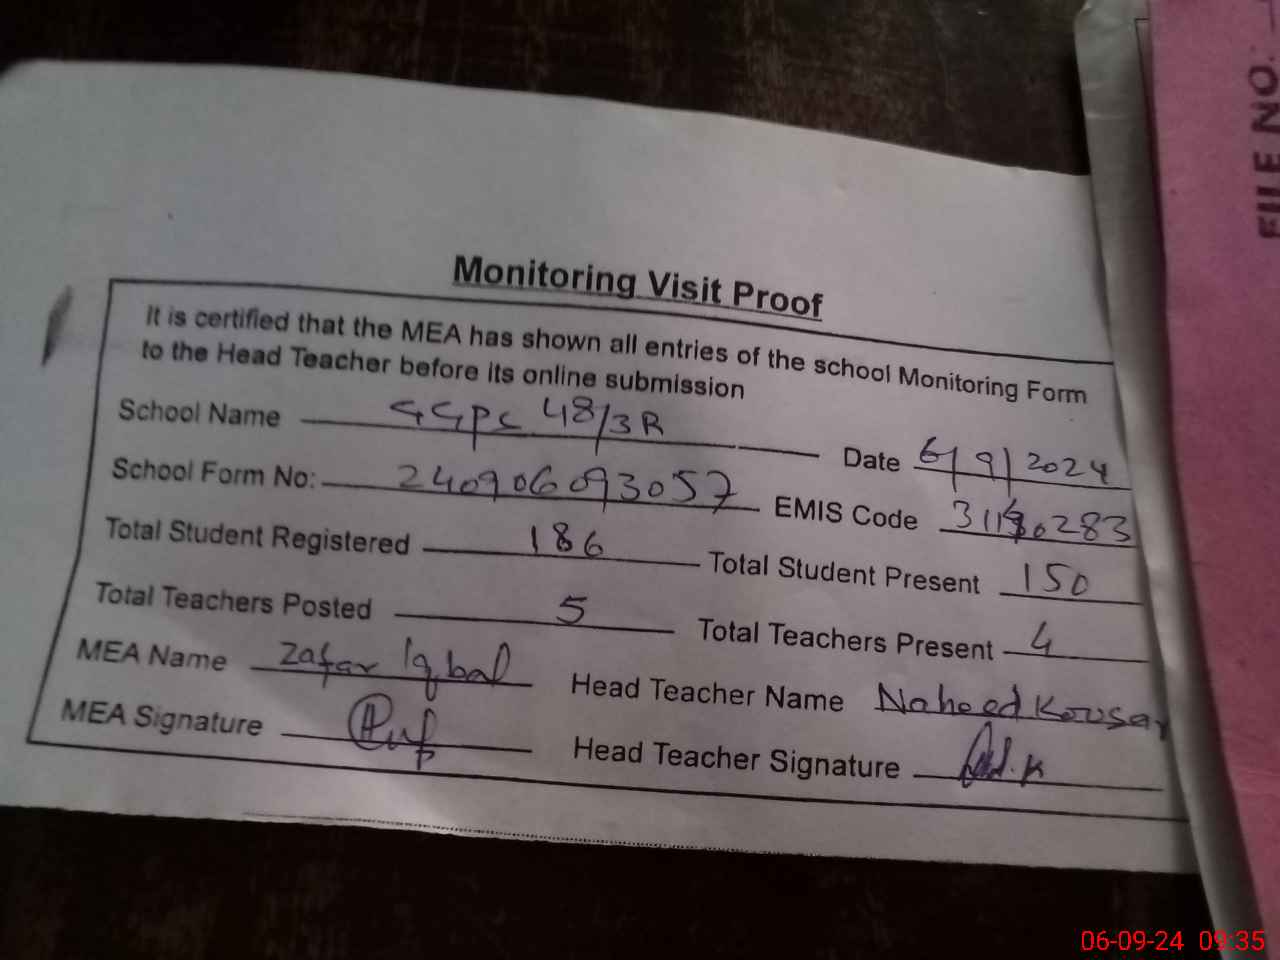 FILE NO.
Monitoring Visit Proof
It is certified that the MEA has shown all entries of the school Monitoring Form
to the Head Teacher before its online submission
School Name GGPS 48/3R Date 6/9/2024
School Form No: 240906093057 EMIS Code
Total Student Registered 186 Total Student Present 150
Total Teachers Posted 5 Total Teachers Present 4
MEA Name Zafar Iqbal Head Teacher Name Naheed Kousar
MEA Signature Head Teacher Signature
06-09-24 09:35